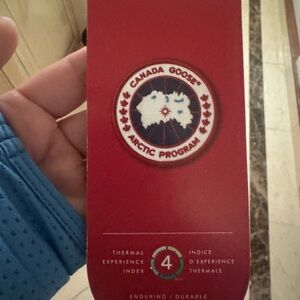 CANADA GOOSE®
ARCTIC PROGRAM
THERMAL
EXPERIENCE
INDEX
4
INDICE
D'EXPÉRIENCE
THERMALE
ENDURING / DURABLE